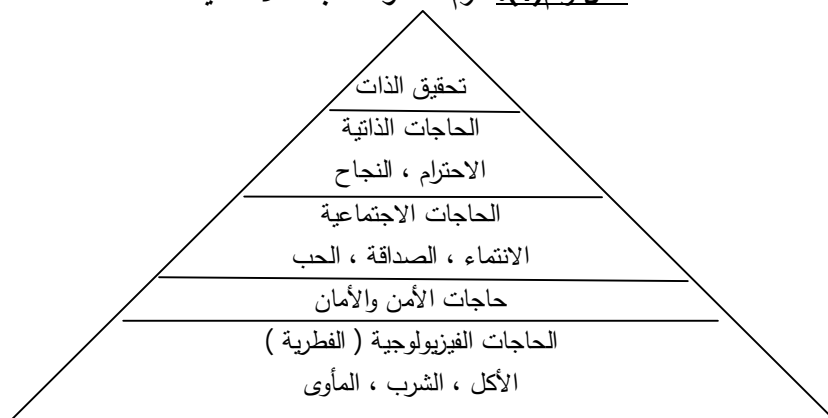 تحقيق الذات
الحاجات الذاتية
الاحترام ، النجاح
الحاجات الاجتماعية
الانتماء ، الصداقة ، الحب
حاجات الأمن والأمان
الحاجات الفيزيولوجية ( الفطرية )
الأكل ، الشرب ، المأوى